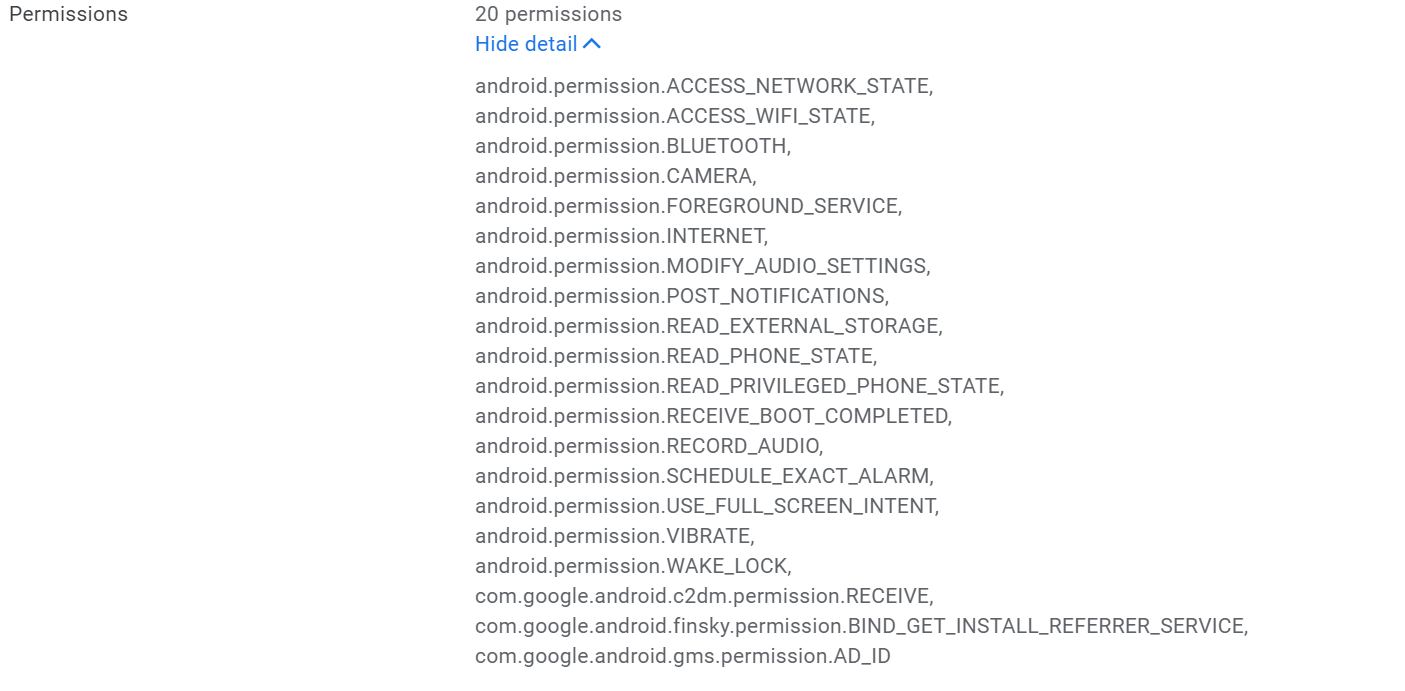 Permissions
20 permissions
Hide detail
android.permission.ACCESS_NETWORK_STATE,
android.permission.ACCESS_WIFI_STATE,
android.permission.BLUETOOTH,
android.permission.CAMERA,
android.permission.FOREGROUND_SERVICE,
android.permission.INTERNET,
android.permission.MODIFY_AUDIO_SETTINGS,
android.permission.POST_NOTIFICATIONS,
android.permission.READ_EXTERNAL_STORAGE,
android.permission.READ_PHONE_STATE,
android.permission.READ_PRIVILEGED_PHONE_STATE,
android.permission.RECEIVE_BOOT_COMPLETED,
android.permission.RECORD_AUDIO,
android.permission.SCHEDULE_EXACT_ALARM,
android.permission.USE_FULL_SCREEN_INTENT,
android.permission.VIBRATE,
android.permission.WAKE_LOCK,
com.google.android.c2dm.permission.RECEIVE,
com.google.android.finsky.permission.BIND_GET_INSTALL_REFERRER_SERVICE,
com.google.android.gms.permission.AD_ID